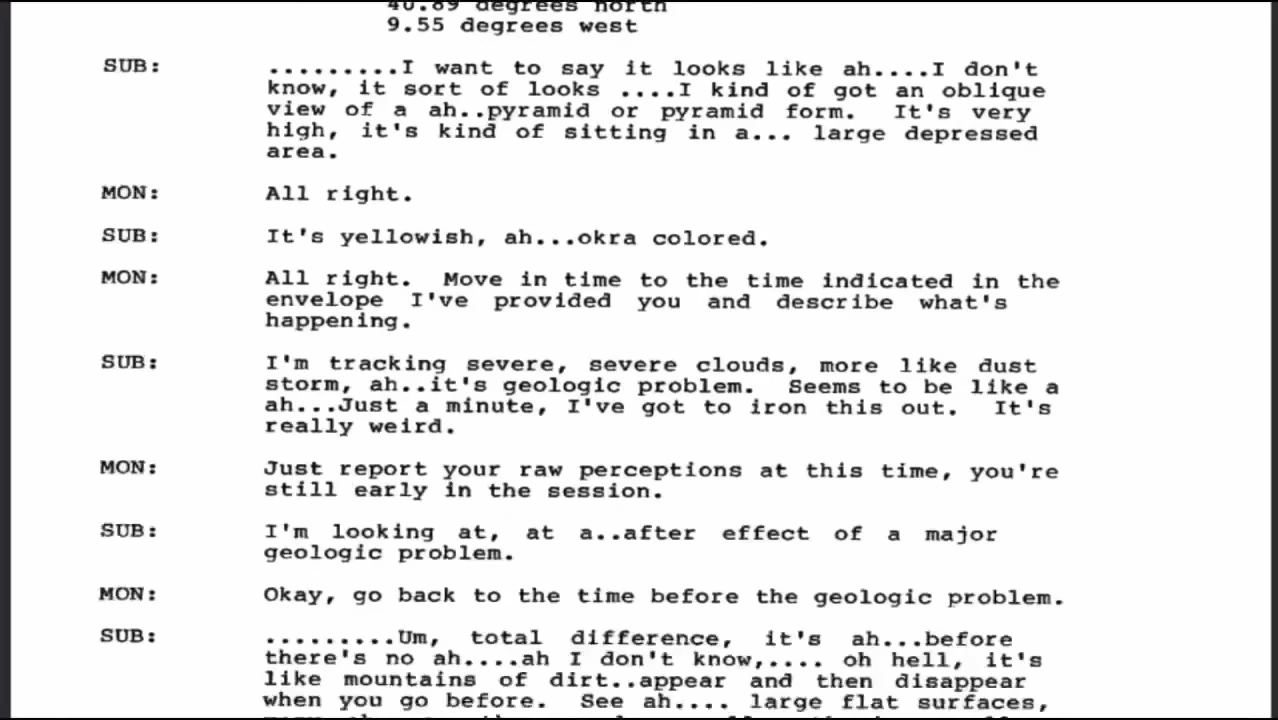 40.89 degrees north
9.55 degrees west
SUB: .........I want to say it looks like ah....I don't
know, it sort of looks ....I kind of got an oblique
view of a ah..pyramid or pyramid form. It's very
high, it's kind of sitting in a... large depressed
area.
MON: All right.
SUB: It's yellowish, ah...okra colored.
MON: All right. Move in time to the time indicated in the
envelope I've provided you and describe what's
happening.
SUB: I'm tracking severe, severe clouds, more like dust
storm, ah..it's geologic problem. Seems to be like a
ah...Just a minute, I've got to iron this out. It's
really weird.
MON: Just report your raw perceptions at this time, you're
still early in the session.
SUB: I'm looking at, at a..after effect of a major
geologic problem.
MON: Okay, go back to the time before the geologic problem.
SUB: .........Um, total difference, it's ah...before
there's no ah....ah I don't know,.... oh hell, it's
like mountains of dirt..appear and then disappear
when you go before. See ah.... large flat surfaces,